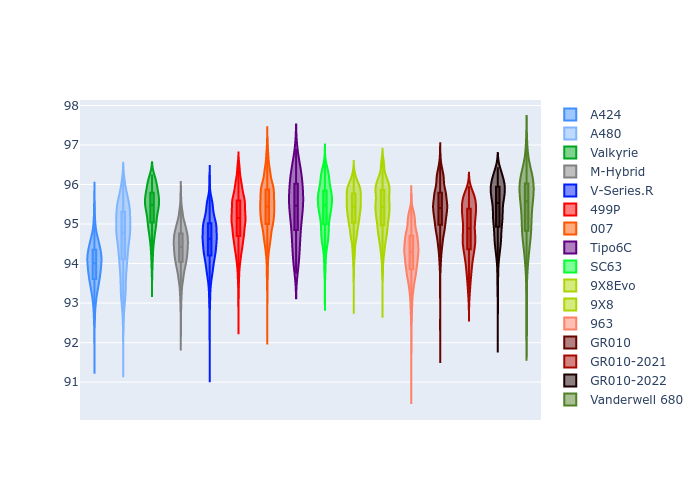 98
97
96
95
94
93
92
91
A424
A480
Valkyrie
M-Hybrid
V-Series.R
499P
007
Tipo6C
SC63
9X8Evo
9X8
963
GR010
GR010-2021
GR010-2022
Vanderwell 680